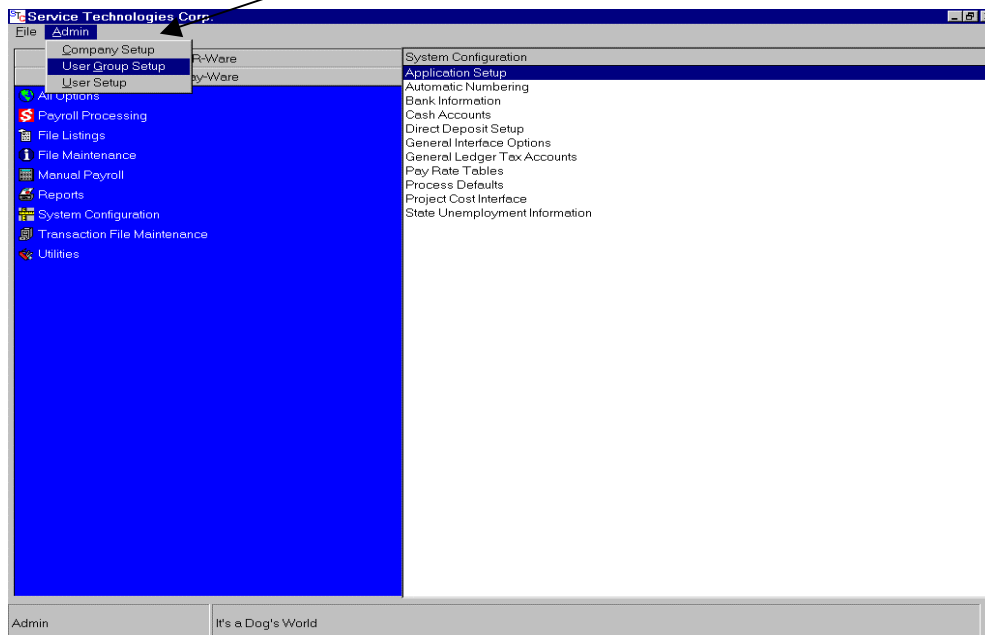 STC Service Technologies Corp.
File Admin
Company Setup
User Group Setup
User Setup
R-Ware
ay-Ware
All Options
Payroll Processing
File Listings
File Maintenance
Manual Payroll
Reports
System Configuration
Transaction File Maintenance
Utilities
System Configuration
Application Setup
Automatic Numbering
Bank Information
Cash Accounts
Direct Deposit Setup
General Interface Options
General Ledger Tax Accounts
Pay Rate Tables
Process Defaults
Project Cost Interface
State Unemployment Information
Admin
It's a Dog's World